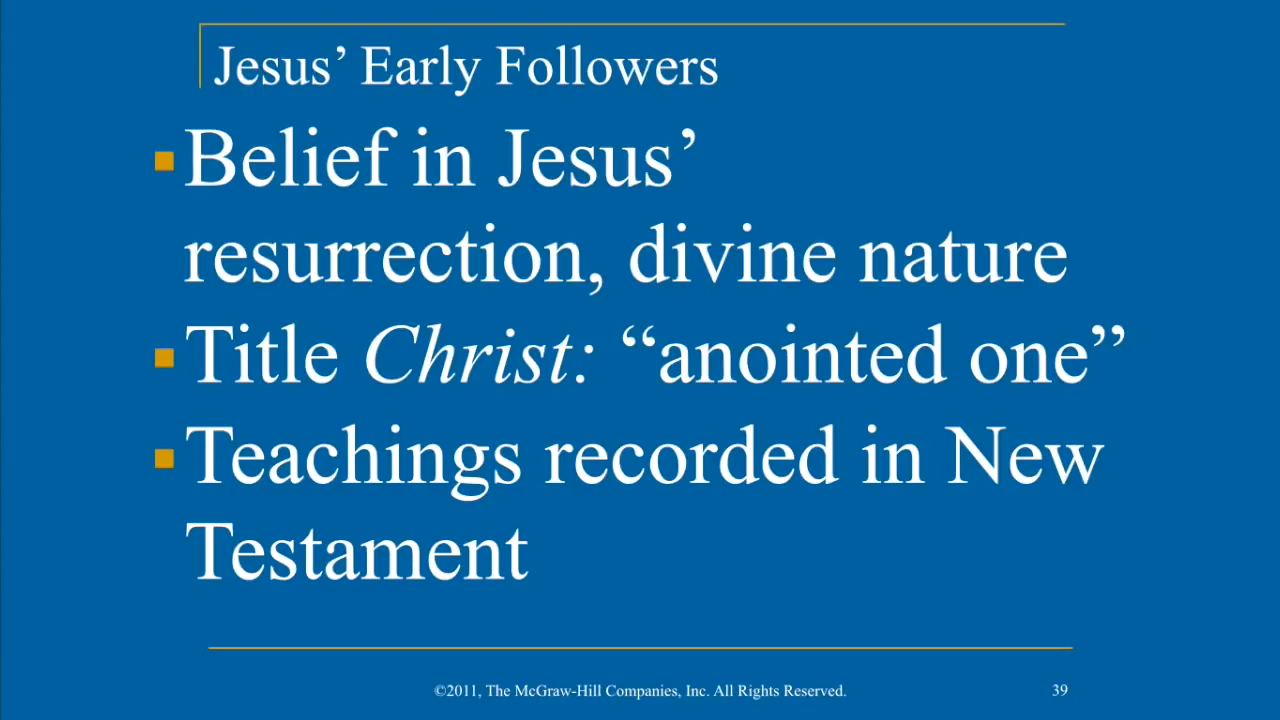 Jesus’ Early Followers
Belief in Jesus’
resurrection, divine nature
Title Christ: “anointed one”
Teachings recorded in New
Testament
©2011, The McGraw-Hill Companies, Inc. All Rights Reserved.
39